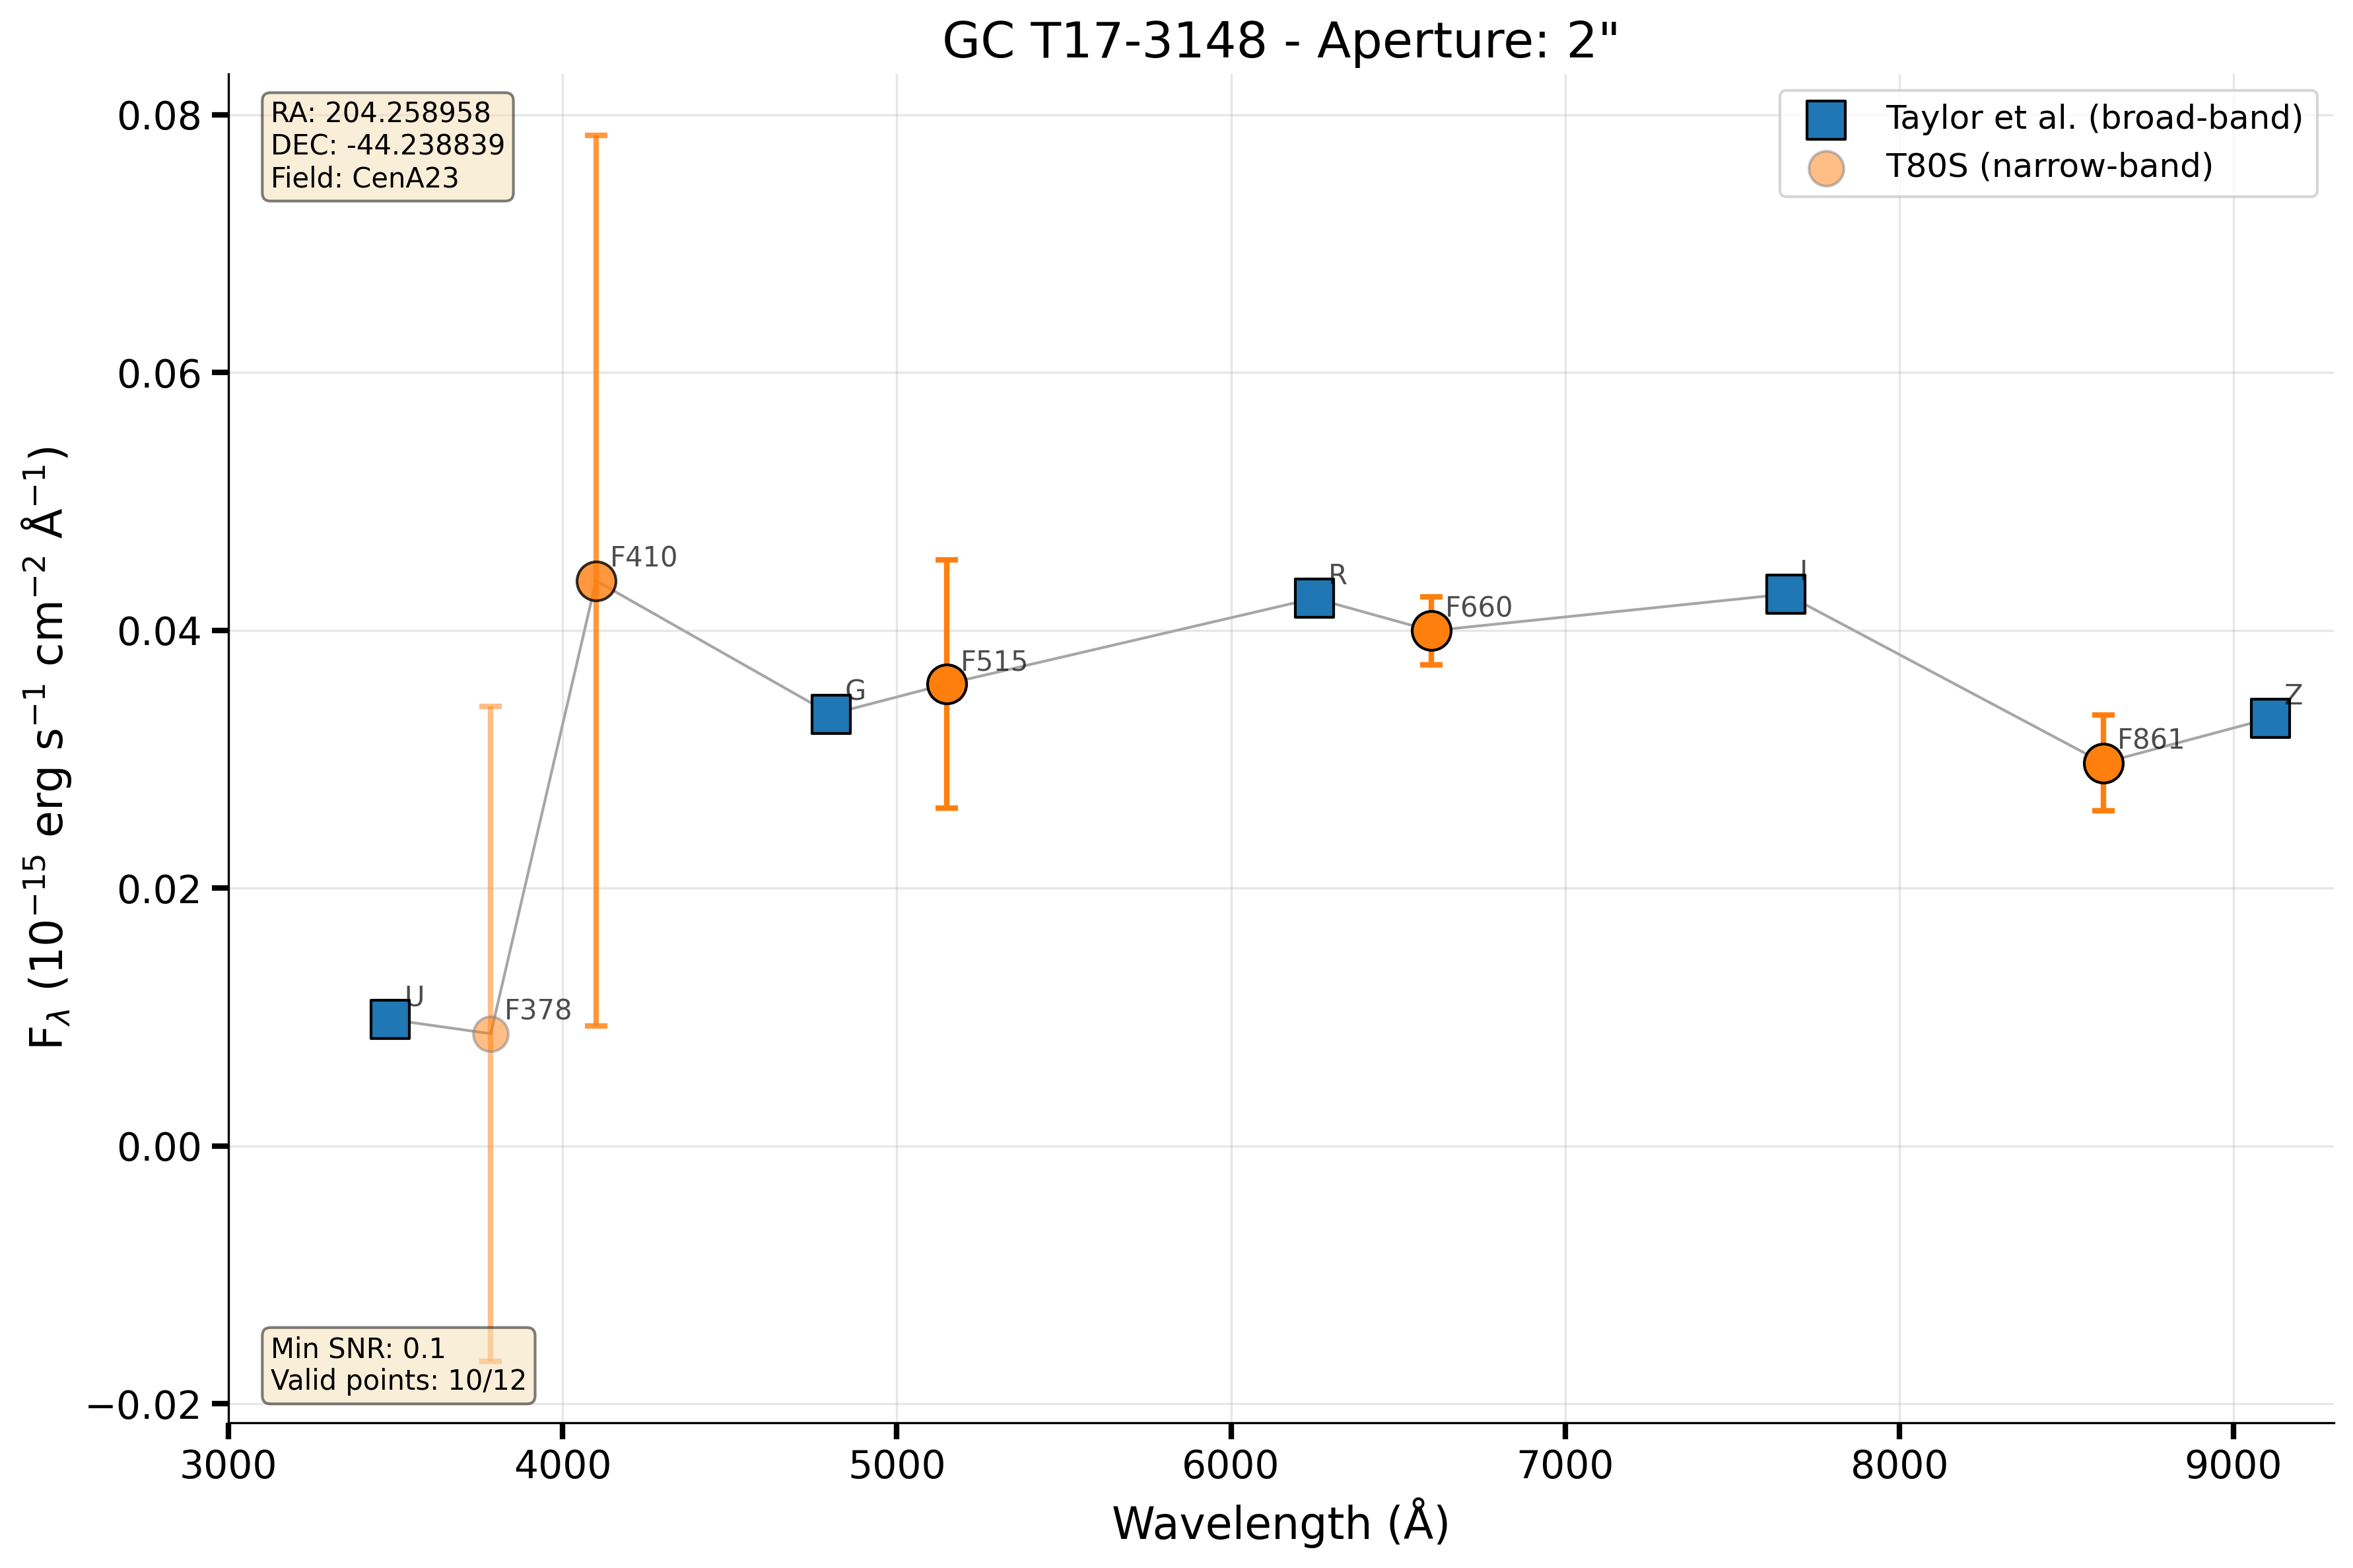 GC T17-3148 - Aperture: 2"
RA: 204.258958
DEC: -44.238839
Field: CenA23
Taylor et al. (broad-band)
T80S (narrow-band)
0.08
0.06
0.04
0.02
0.00
−0.02
F410
R
I
F660
F515
G
Z
F861
U
F378
Min SNR: 0.1
Valid points: 10/12
3000 4000 5000 6000 7000 8000 9000
Wavelength (Å)
Fλ (10⁻¹⁵ erg s⁻¹ cm⁻² Å⁻¹)